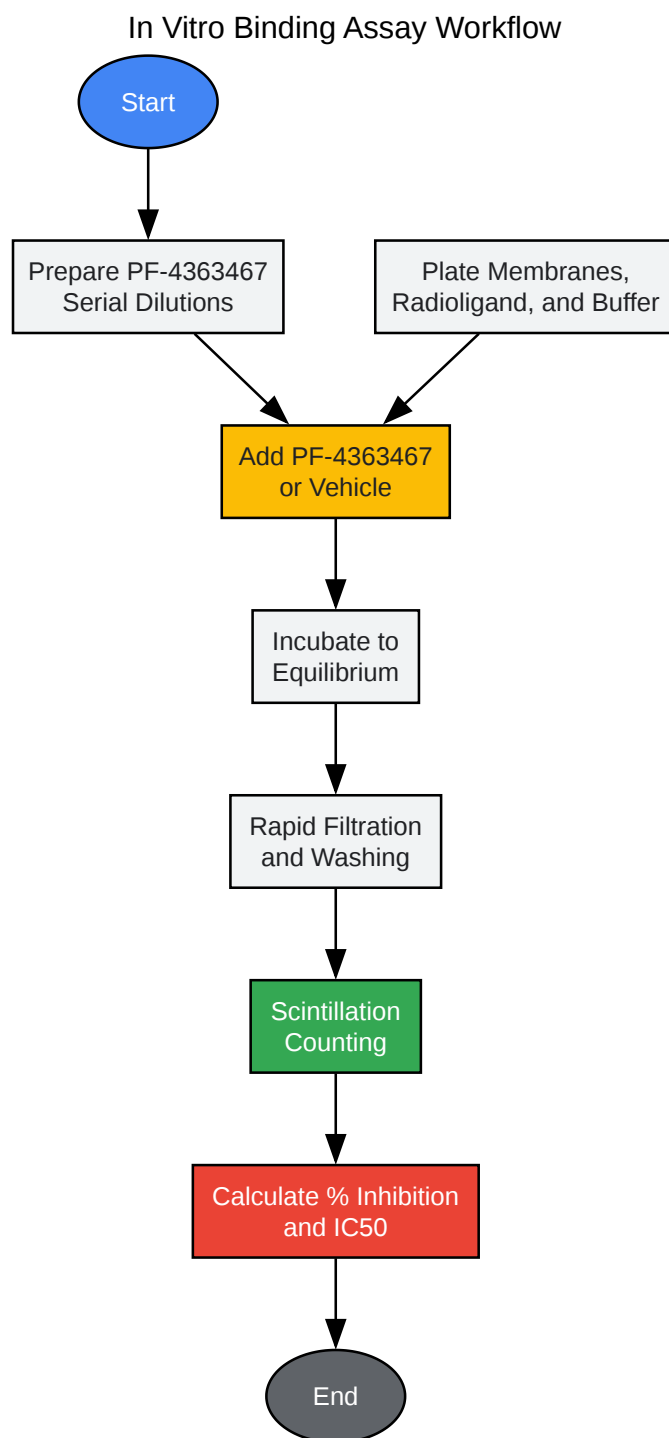 In Vitro Binding Assay Workflow
Start
Prepare PF-4363467
Serial Dilutions
Plate Membranes,
Radioligand, and Buffer
Add PF-4363467
or Vehicle
Incubate to
Equilibrium
Rapid Filtration
and Washing
Scintillation
Counting
Calculate % Inhibition
and IC50
End